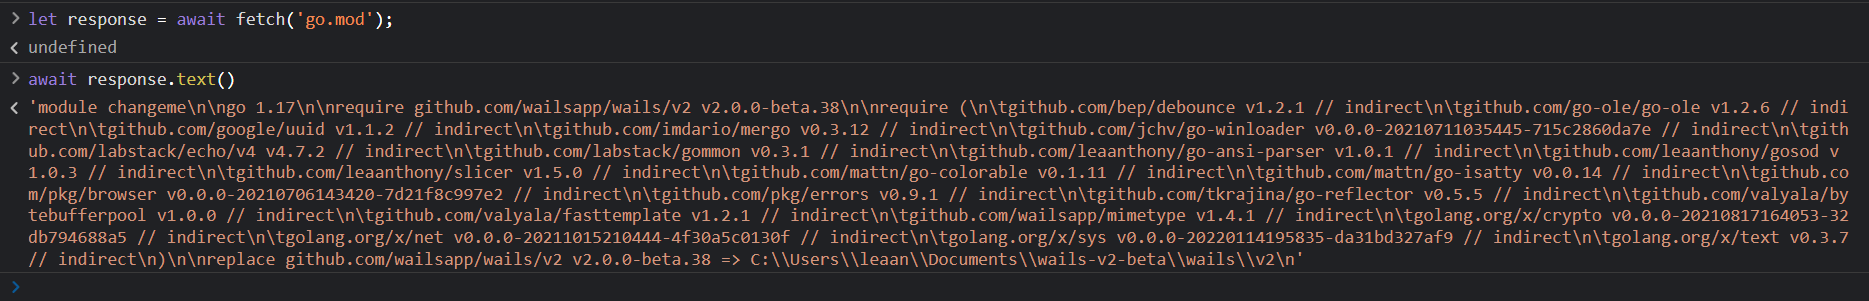 > let response = await fetch('go.mod');
< undefined
> await response.text()
< 'module changeme\n\ngo 1.17\n\nrequire github.com/wailsapp/wails/v2 v2.0.0-beta.38\n\nrequire (\n\tgithub.com/bep/debounce v1.2.1 // indirect\n\tgithub.com/go-ole/go-ole v1.2.6 // indi
rect\n\tgithub.com/google/uuid v1.1.2 // indirect\n\tgithub.com/imdario/mergo v0.3.12 // indirect\n\tgithub.com/jchv/go-winloader v0.0.0-20210711035445-715c2860da7e // indirect\n\tgith
ub.com/labstack/echo/v4 v4.7.2 // indirect\n\tgithub.com/labstack/gommon v0.3.1 // indirect\n\tgithub.com/leaanthony/go-ansi-parser v1.0.1 // indirect\n\tgithub.com/leaanthony/gosod v
1.0.3 // indirect\n\tgithub.com/leaanthony/slicer v1.5.0 // indirect\n\tgithub.com/mattn/go-colorable v0.1.11 // indirect\n\tgithub.com/mattn/go-isatty v0.0.14 // indirect\n\tgithub.co
m/pkg/browser v0.0.0-20210706143420-7d21f8c997e2 // indirect\n\tgithub.com/pkg/errors v0.9.1 // indirect\n\tgithub.com/tkrajina/go-reflector v0.5.5 // indirect\n\tgithub.com/valyala/by
tebufferpool v1.0.0 // indirect\n\tgithub.com/valyala/fasttemplate v1.2.1 // indirect\n\tgithub.com/wailsapp/mimetype v1.4.1 // indirect\n\tgolang.org/x/crypto v0.0.0-20210817164053-32
db794688a5 // indirect\n\tgolang.org/x/net v0.0.0-20211015210444-4f30a5c0130f // indirect\n\tgolang.org/x/sys v0.0.0-20220114195835-da31bd327af9 // indirect\n\tgolang.org/x/text v0.3.7
// indirect\n)\n\nreplace github.com/wailsapp/wails/v2 v2.0.0-beta.38 => C:\\Users\\leaan\\Documents\\wails-v2-beta\\wails\\v2\n'
>